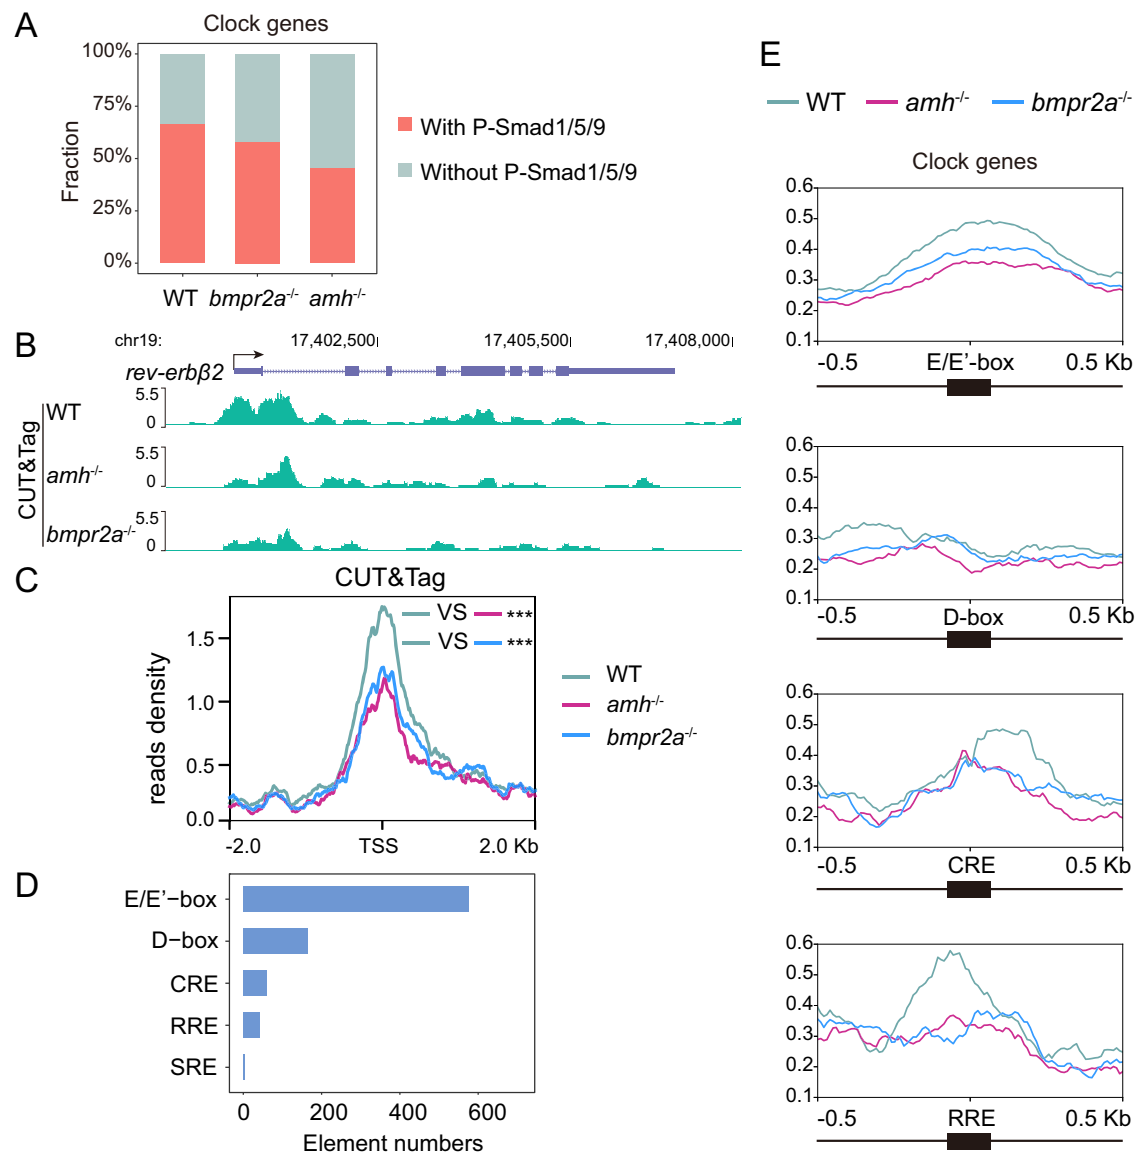 A
Clock genes
100%
75%
50%
25%
0%
Fraction
WT bmpr2a-/- amh-/-
With P-Smad1/5/9
Without P-Smad1/5/9
B
chr19: 17,402,500 17,405,500 17,408,000
rev-erbβ2
CUT&Tag
WT
5.5
0
amh-/-
5.5
0
bmpr2a-/-
5.5
0
C
CUT&Tag
VS ***
VS ***
reads density
1.5
1.0
0.5
0.0
-2.0 TSS 2.0 Kb
WT
amh-/-
bmpr2a-/-
D
E/E’−box
D−box
CRE
RRE
SRE
0 200 400 600
Element numbers
E
WT amh-/- bmpr2a-/-
Clock genes
0.6
0.5
0.4
0.3
0.2
0.1
-0.5 E/E’-box 0.5 Kb
0.6
0.5
0.4
0.3
0.2
0.1
-0.5 D-box 0.5 Kb
0.6
0.5
0.4
0.3
0.2
0.1
-0.5 CRE 0.5 Kb
0.6
0.5
0.4
0.3
0.2
0.1
-0.5 RRE 0.5 Kb